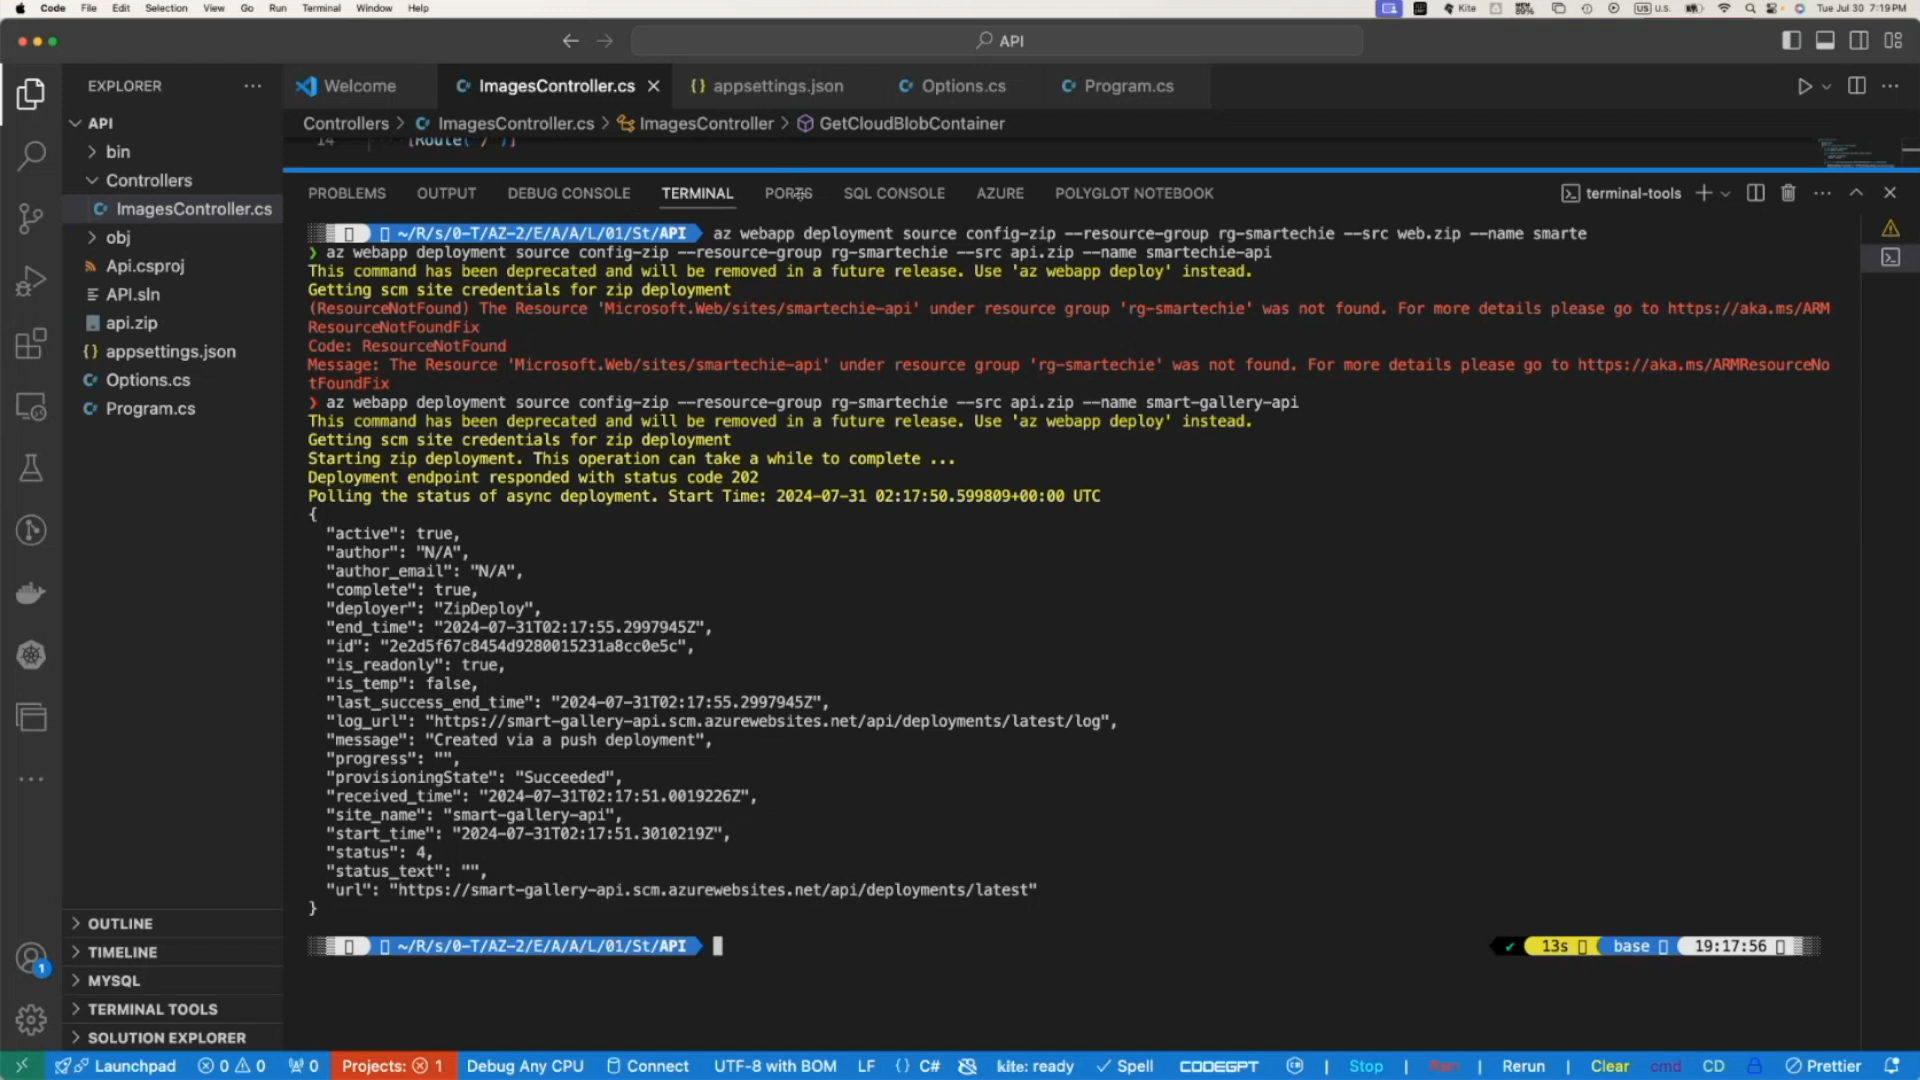 Code File Edit Selection View Go Run Terminal Window Help Kite U.S. Tue Jul 30 7:19 PM
API
EXPLORER
Welcome ImagesController.cs appsettings.json Options.cs Program.cs
Controllers > ImagesController.cs > ImagesController > GetCloudBlobContainer
API
bin
Controllers
ImagesController.cs
obj
Api.csproj
API.sln
api.zip
appsettings.json
Options.cs
Program.cs
OUTLINE
TIMELINE
MYSQL
TERMINAL TOOLS
SOLUTION EXPLORER
14 [Route("/")]
PROBLEMS OUTPUT DEBUG CONSOLE TERMINAL PORTS SQL CONSOLE AZURE POLYGLOT NOTEBOOK terminal-tools
~/R/s/0-T/AZ-2/E/A/A/L/01/St/API az webapp deployment source config-zip --resource-group rg-smartechie --src web.zip --name smarte
❯ az webapp deployment source config-zip --resource-group rg-smartechie --src api.zip --name smartechie-api
This command has been deprecated and will be removed in a future release. Use 'az webapp deploy' instead.
Getting scm site credentials for zip deployment
(ResourceNotFound) The Resource 'Microsoft.Web/sites/smartechie-api' under resource group 'rg-smartechie' was not found. For more details please go to https://aka.ms/ARM
ResourceNotFoundFix
Code: ResourceNotFound
Message: The Resource 'Microsoft.Web/sites/smartechie-api' under resource group 'rg-smartechie' was not found. For more details please go to https://aka.ms/ARMResourceNo
tFoundFix
❯ az webapp deployment source config-zip --resource-group rg-smartechie --src api.zip --name smart-gallery-api
This command has been deprecated and will be removed in a future release. Use 'az webapp deploy' instead.
Getting scm site credentials for zip deployment
Starting zip deployment. This operation can take a while to complete ...
Deployment endpoint responded with status code 202
Polling the status of async deployment. Start Time: 2024-07-31 02:17:50.599809+00:00 UTC
{
"active": true,
"author": "N/A",
"author_email": "N/A",
"complete": true,
"deployer": "ZipDeploy",
"end_time": "2024-07-31T02:17:55.2997945Z",
"id": "2e2d5f67c8454d9280015231a8cc0e5c",
"is_readonly": true,
"is_temp": false,
"last_success_end_time": "2024-07-31T02:17:55.2997945Z",
"log_url": "https://smart-gallery-api.scm.azurewebsites.net/api/deployments/latest/log",
"message": "Created via a push deployment",
"progress": "",
"provisioningState": "Succeeded",
"received_time": "2024-07-31T02:17:51.0019226Z",
"site_name": "smart-gallery-api",
"start_time": "2024-07-31T02:17:51.3010219Z",
"status": 4,
"status_text": "",
"url": "https://smart-gallery-api.scm.azurewebsites.net/api/deployments/latest"
}
~/R/s/0-T/AZ-2/E/A/A/L/01/St/API ✔ 13s base 19:17:56
1
Launchpad 0 0 0 Projects: 1 Debug Any CPU Connect UTF-8 with BOM LF {} C# kite: ready Spell CODEGPT | Stop | Run | Rerun | Clear cmd CD Prettier